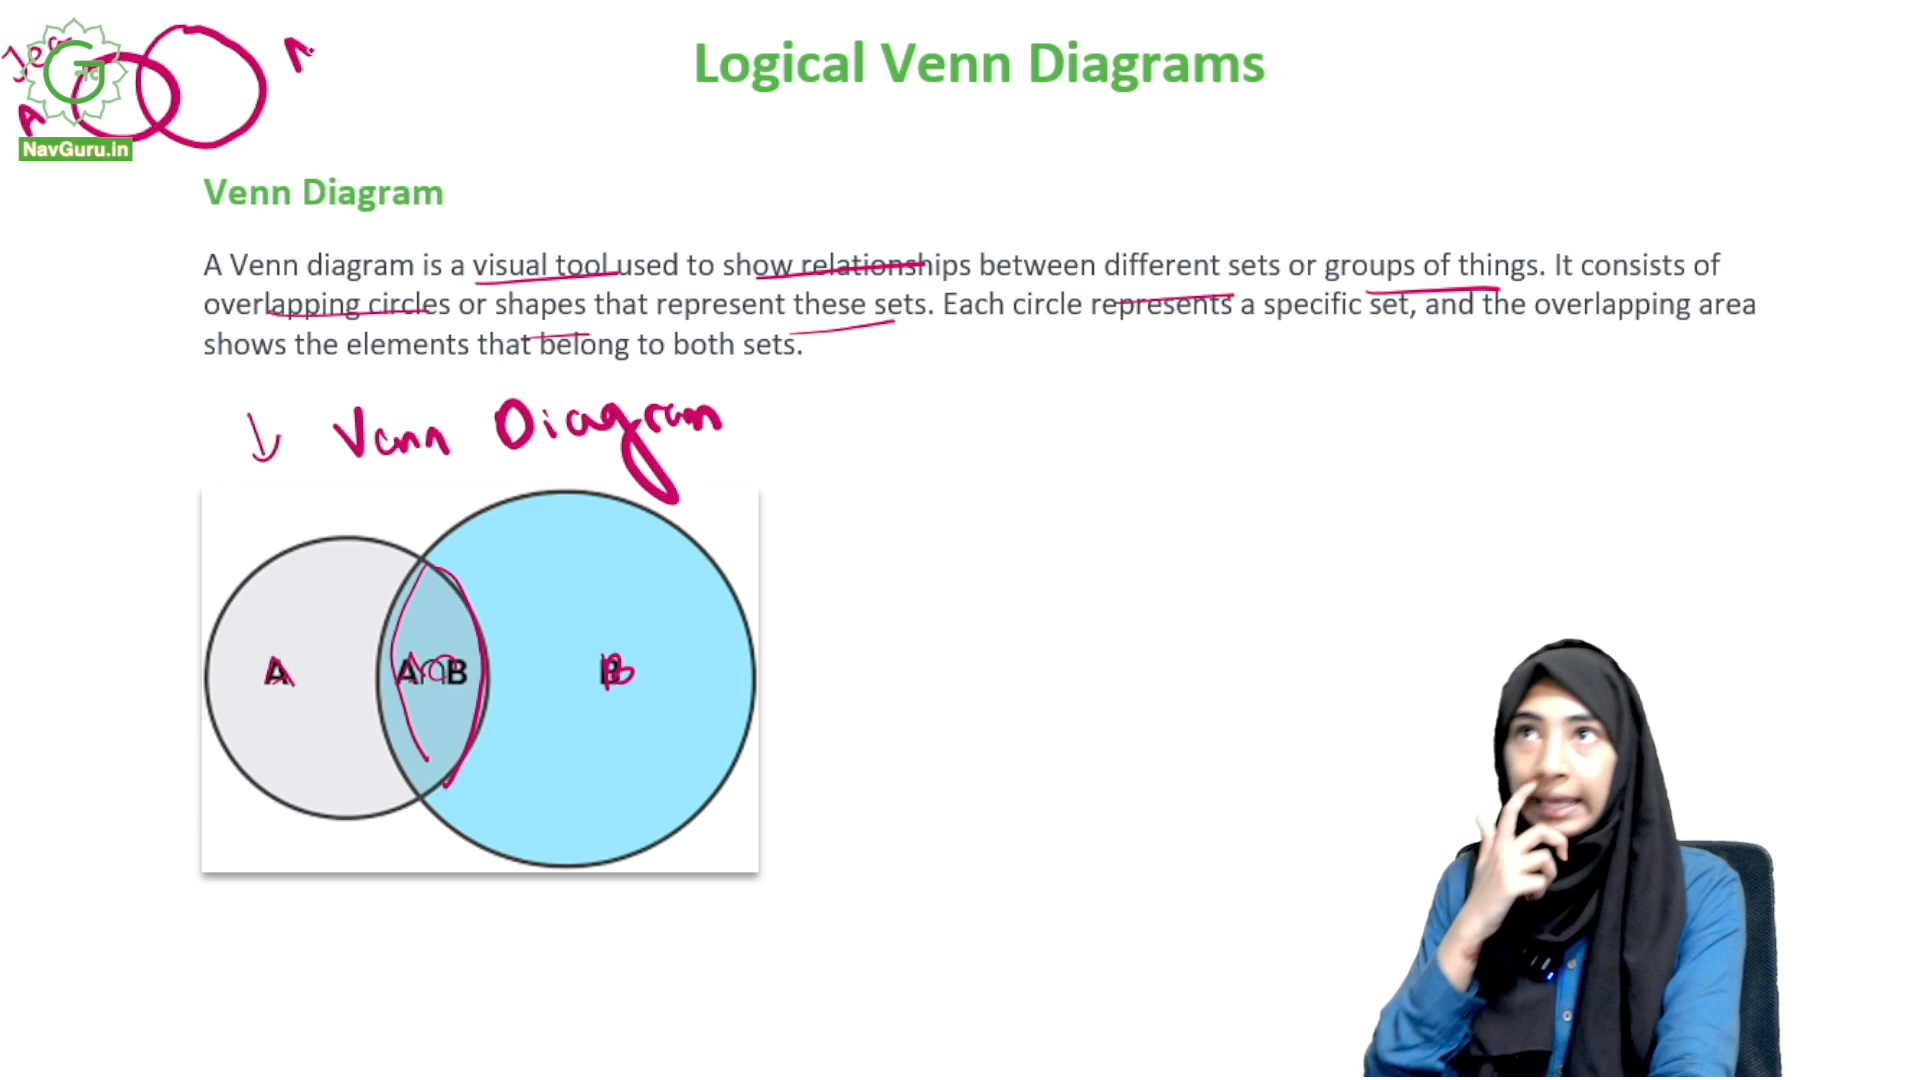 Logical Venn Diagrams
A
NavGuru.in
Venn Diagram
A Venn diagram is a visual tool used to show relationships between different sets or groups of things. It consists of
overlapping circles or shapes that represent these sets. Each circle represents a specific set, and the overlapping area
shows the elements that belong to both sets.
Venn Diagram
A
A∩B
B